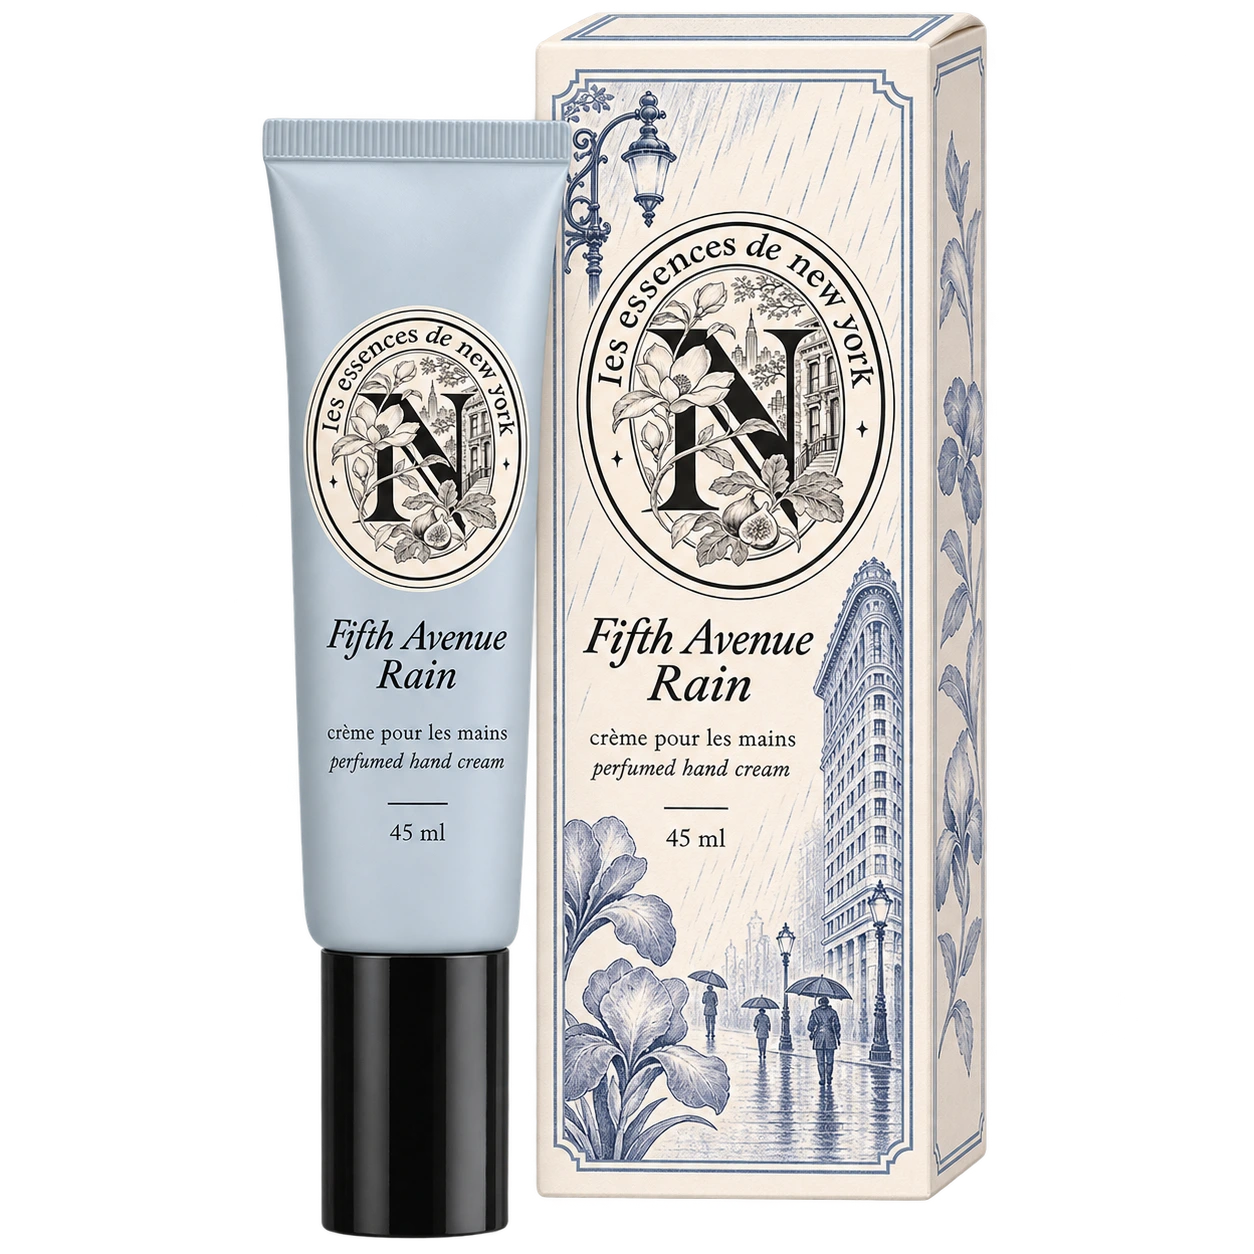 les essences de new york
N
Fifth Avenue
Rain
crème pour les mains
perfumed hand cream
45 ml
les essences de new york
N
Fifth Avenue
Rain
crème pour les mains
perfumed hand cream
45 ml